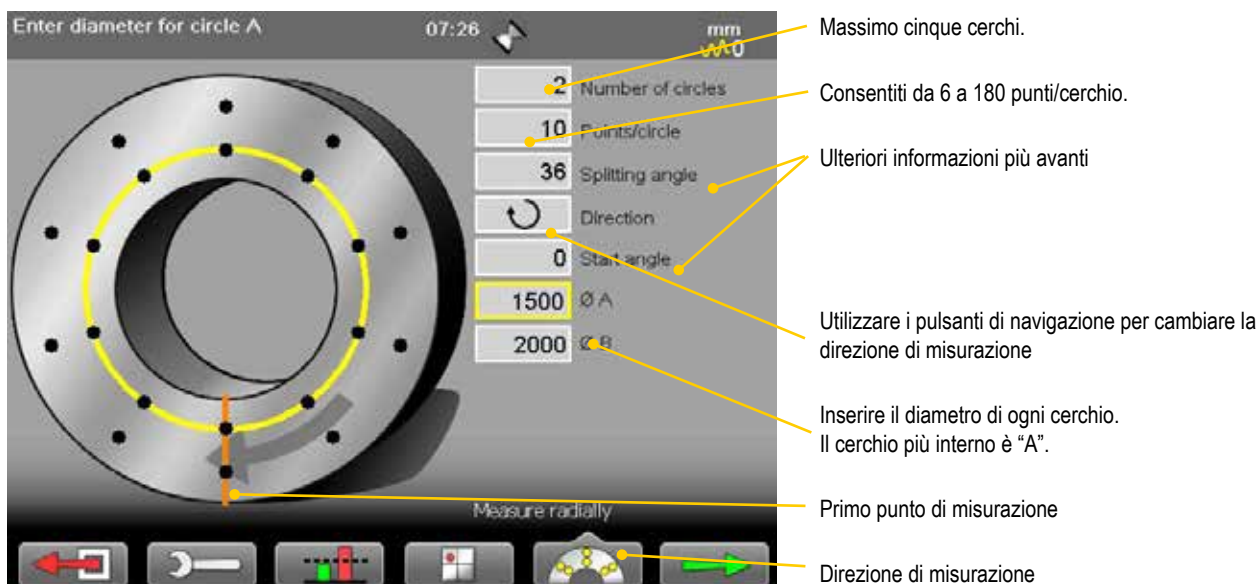 Enter diameter for circle A
07:26
mm
0
2 Number of circles
10 Points/circle
36 Splitting angle
Direction
0 Start angle
1500 Ø A
2000 Ø B
Measure radially
Massimo cinque cerchi.
Consentiti da 6 a 180 punti/cerchio.
Ulteriori informazioni più avanti
Utilizzare i pulsanti di navigazione per cambiare la
direzione di misurazione
Inserire il diametro di ogni cerchio.
Il cerchio più interno è “A”.
Primo punto di misurazione
Direzione di misurazione